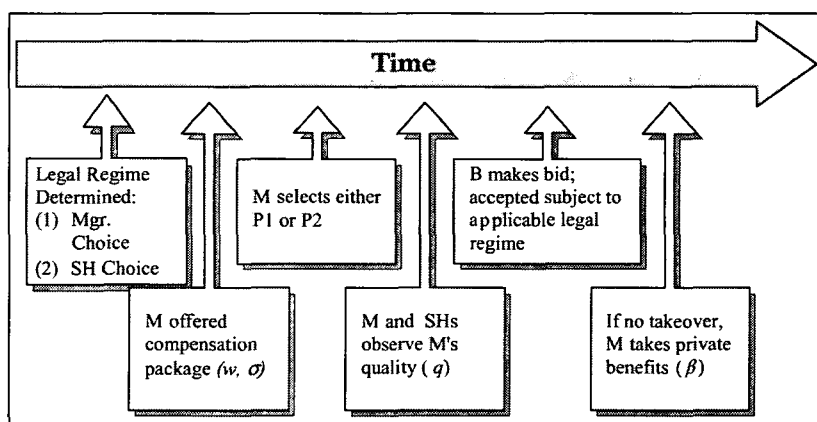 Time
Legal Regime
Determined:
(1) Mgr.
Choice
(2) SH Choice
M offered
compensation
package (w, σ)
M selects either
P1 or P2
M and SHs
observe M's
quality ( q )
B makes bid;
accepted subject to
applicable legal
regime
If no takeover,
M takes private
benefits (β)